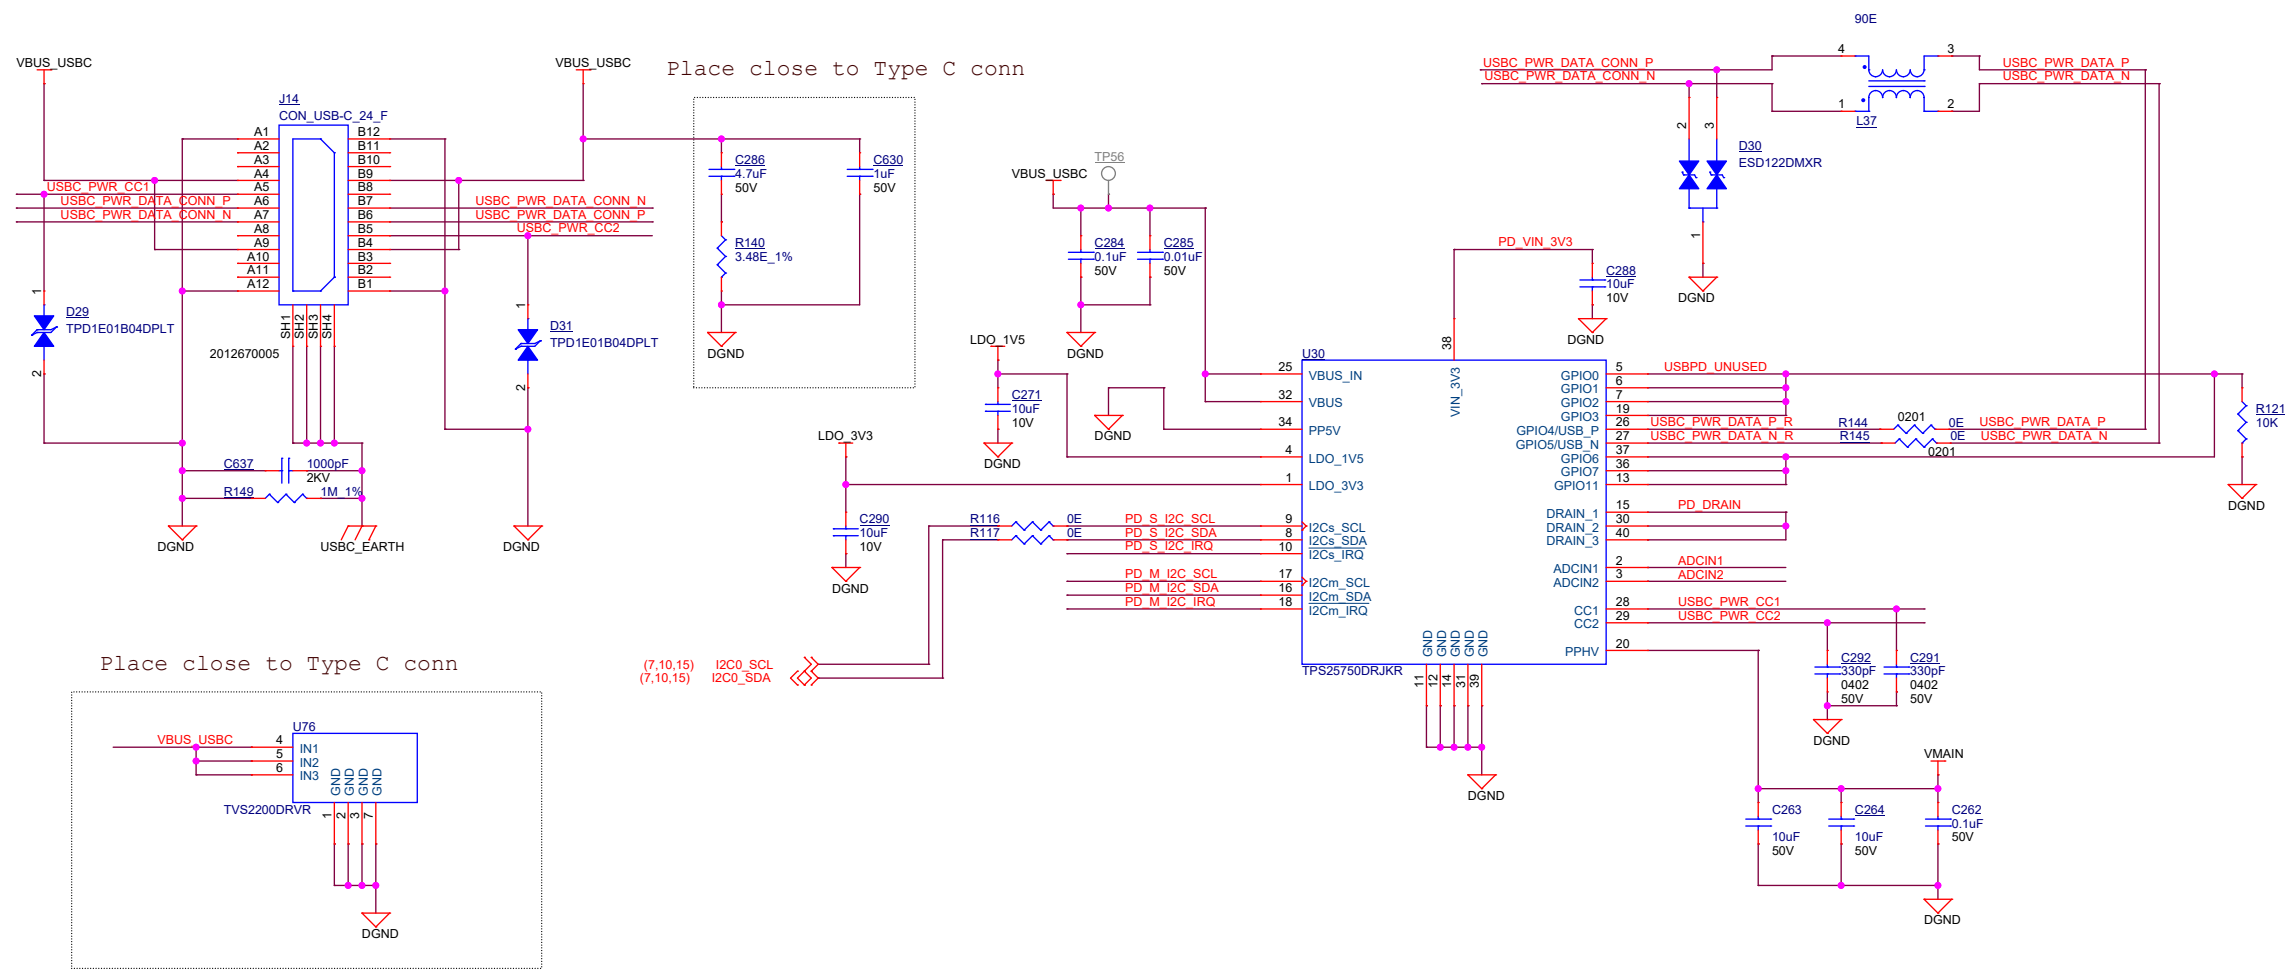 90E
VBUS_USBC
VBUS_USBC
Place close to Type C conn
J14
CON_USB-C_24_F
A1
A2
A3
A4
A5
A6
A7
A8
A9
A10
A11
A12
B12
B11
B10
B9
B8
B7
B6
B5
B4
B3
B2
B1
USBC_PWR_CC1
USBC_PWR_DATA_CONN_P
USBC_PWR_DATA_CONN_N
USBC_PWR_DATA_CONN_N
USBC_PWR_DATA_CONN_P
USBC_PWR_CC2
SH1
SH2
SH3
SH4
2012670005
1
D29
TPD1E01B04DPLT
2
1
D31
TPD1E01B04DPLT
2
C637
1000pF
2KV
R149
1M_1%
DGND
USBC_EARTH
DGND
C286
4.7uF
50V
C630
1uF
50V
R140
3.48E_1%
DGND
USBC_PWR_DATA_CONN_P
USBC_PWR_DATA_CONN_N
4
3
1
2
L37
USBC_PWR_DATA_P
USBC_PWR_DATA_N
2
3
D30
ESD122DMXR
1
DGND
TP56
VBUS_USBC
C284
0.1uF
50V
C285
0.01uF
50V
DGND
PD_VIN_3V3
C288
10uF
10V
DGND
LDO_1V5
C271
10uF
10V
DGND
DGND
LDO_3V3
C290
10uF
10V
DGND
U30
38
VIN_3V3
25
VBUS_IN
32
VBUS
34
PP5V
4
LDO_1V5
1
LDO_3V3
R116
0E
PD_S_I2C_SCL
9
I2Cs_SCL
R117
0E
PD_S_I2C_SDA
8
I2Cs_SDA
PD_S_I2C_IRQ
10
I2Cs_IRQ
PD_M_I2C_SCL
17
I2Cm_SCL
PD_M_I2C_SDA
16
I2Cm_SDA
PD_M_I2C_IRQ
18
I2Cm_IRQ
GPIO0
5
USBPD_UNUSED
GPIO1
6
GPIO2
7
GPIO3
19
GPIO4/USB_P
26
USBC_PWR_DATA_P_R
R144
0201
0E
USBC_PWR_DATA_P
GPIO5/USB_N
27
USBC_PWR_DATA_N_R
R145
0E
USBC_PWR_DATA_N
0201
GPIO6
37
GPIO7
36
GPIO11
13
R121
10K
DGND
DRAIN_1
15
PD_DRAIN
DRAIN_2
30
DRAIN_3
40
ADCIN1
2
ADCIN1
ADCIN2
3
ADCIN2
CC1
28
USBC_PWR_CC1
CC2
29
USBC_PWR_CC2
PPHV
20
GND
GND
GND
GND
GND
TPS25750DRJKR
11
12
14
31
39
DGND
(7,10,15) I2C0_SCL
(7,10,15) I2C0_SDA
C292
330pF
0402
50V
C291
330pF
0402
50V
DGND
VMAIN
C263
10uF
50V
C264
10uF
50V
C262
0.1uF
50V
DGND
Place close to Type C conn
U76
VBUS_USBC
4
IN1
5
IN2
6
IN3
GND
GND
GND
GND
TVS2200DRVR
1
2
3
7
DGND